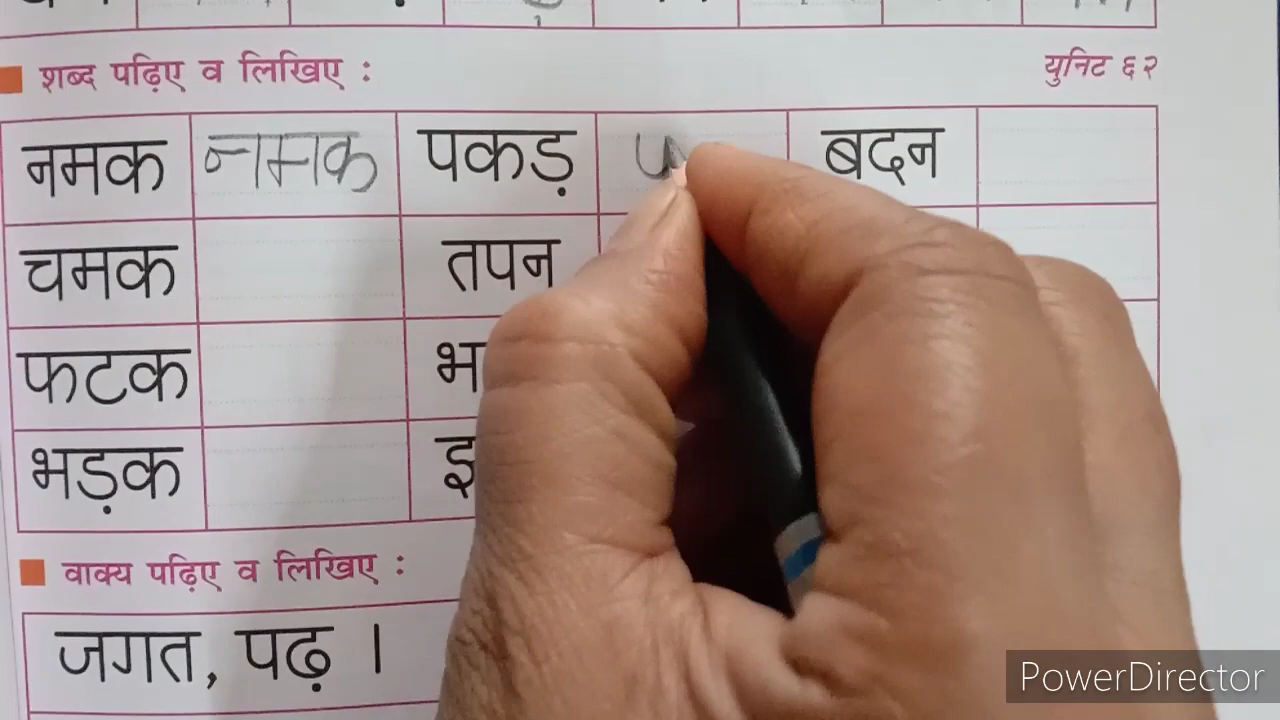 शब्द पढ़िए व लिखिए :
युनिट ६२
नमक नमक पकड़ प बदन
चमक तपन
फटक भ
भड़क इ
वाक्य पढ़िए व लिखिए :
जगत, पढ़ ।
PowerDirector